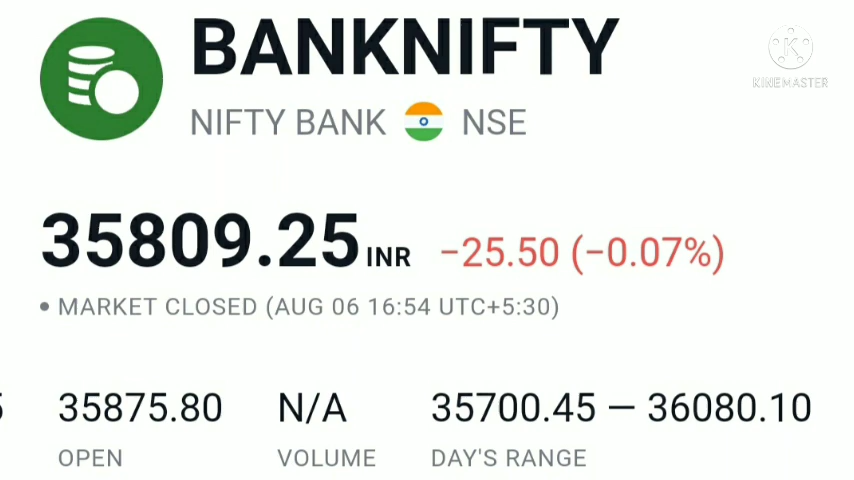 BANKNIFTY
KINEMASTER
NIFTY BANK NSE
35809.25 INR −25.50 (−0.07%)
• MARKET CLOSED (AUG 06 16:54 UTC+5:30)
35875.80 N/A 35700.45 — 36080.10
OPEN VOLUME DAY'S RANGE